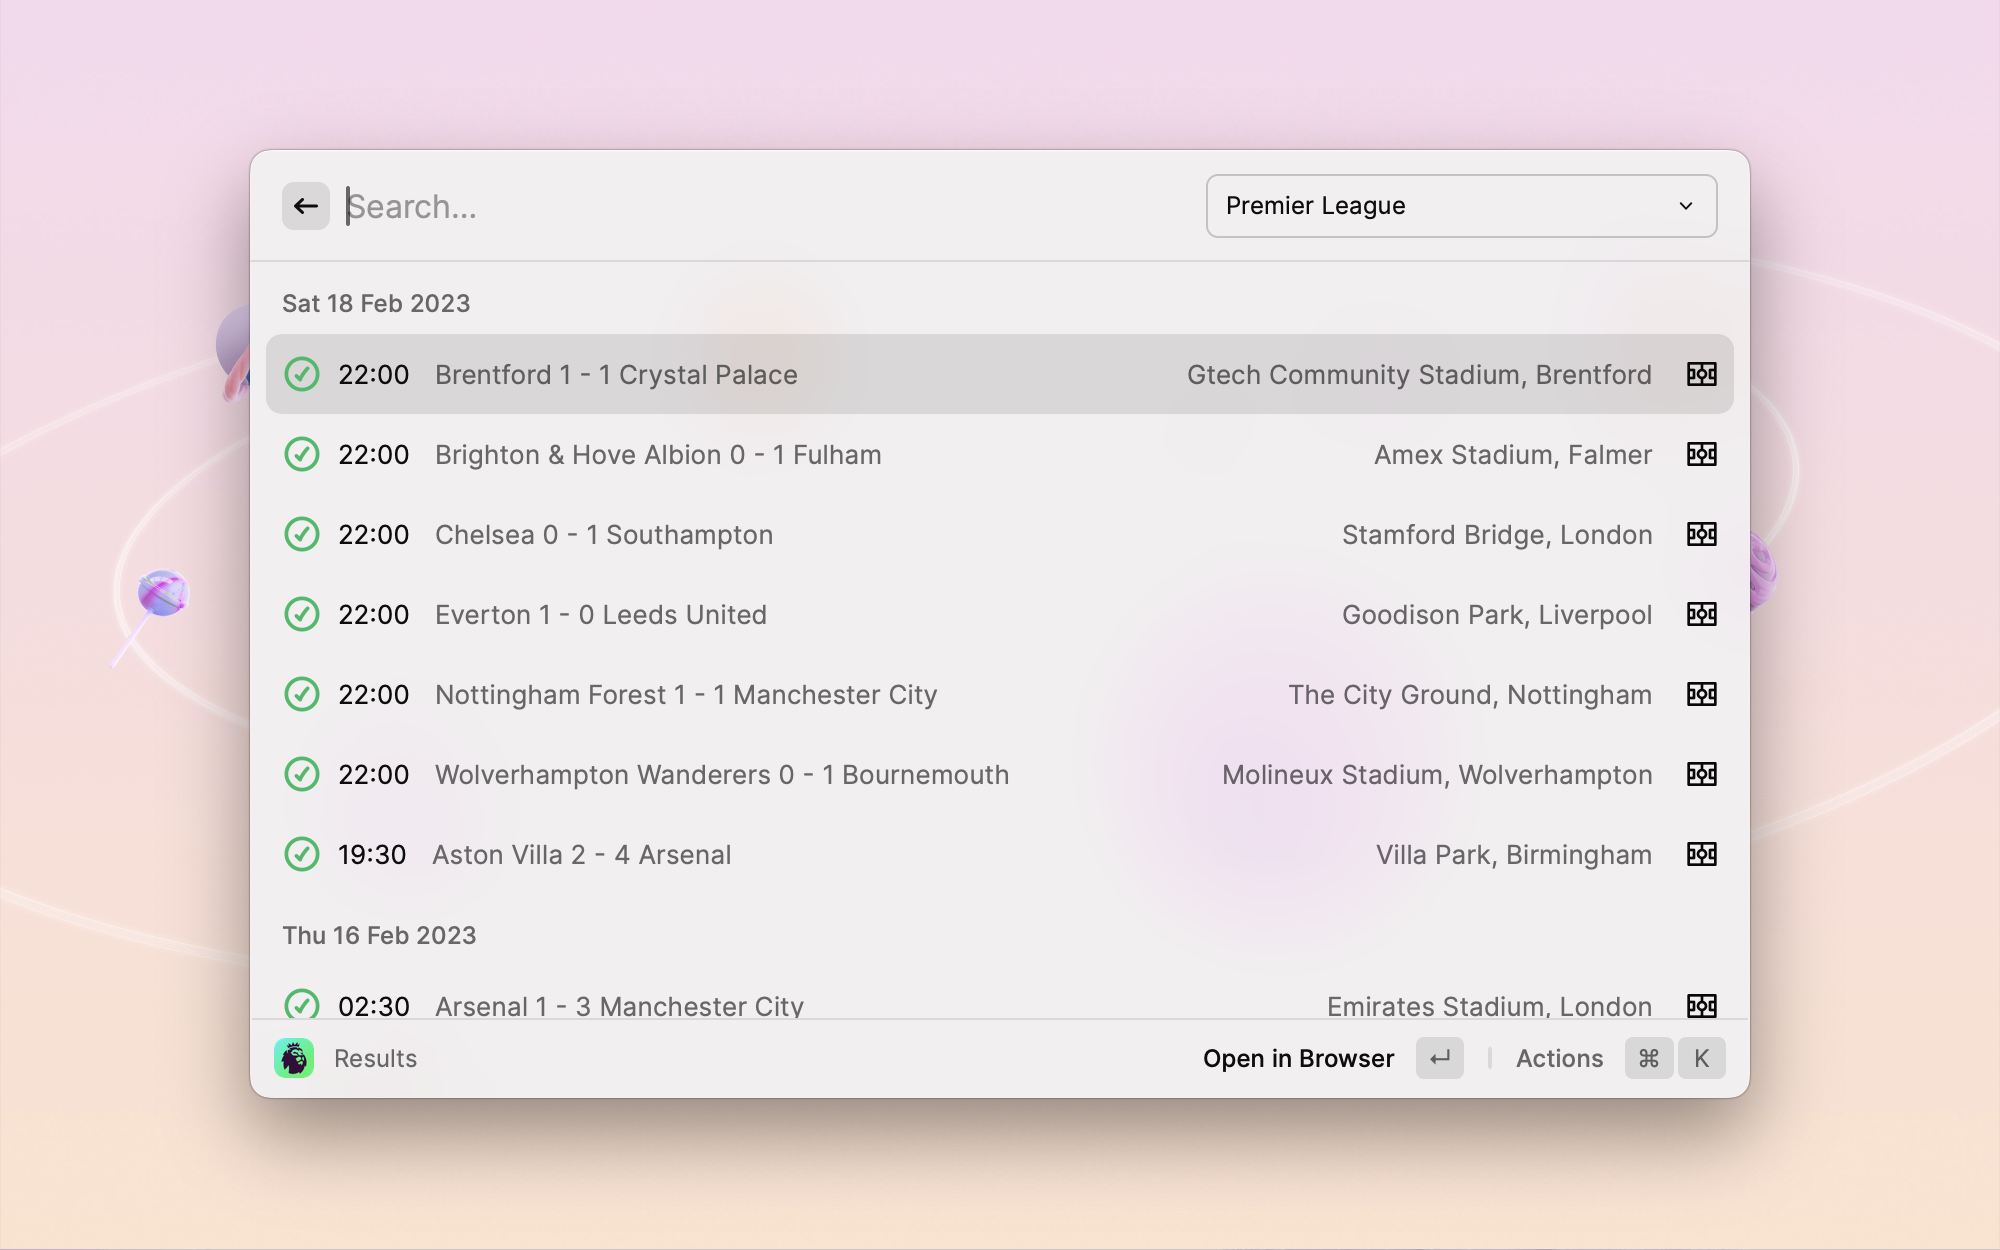 Search...
Premier League
Sat 18 Feb 2023
22:00 Brentford 1 - 1 Crystal Palace Gtech Community Stadium, Brentford
22:00 Brighton & Hove Albion 0 - 1 Fulham Amex Stadium, Falmer
22:00 Chelsea 0 - 1 Southampton Stamford Bridge, London
22:00 Everton 1 - 0 Leeds United Goodison Park, Liverpool
22:00 Nottingham Forest 1 - 1 Manchester City The City Ground, Nottingham
22:00 Wolverhampton Wanderers 0 - 1 Bournemouth Molineux Stadium, Wolverhampton
19:30 Aston Villa 2 - 4 Arsenal Villa Park, Birmingham
Thu 16 Feb 2023
02:30 Arsenal 1 - 3 Manchester City Emirates Stadium, London
Results Open in Browser ↵ Actions ⌘ K